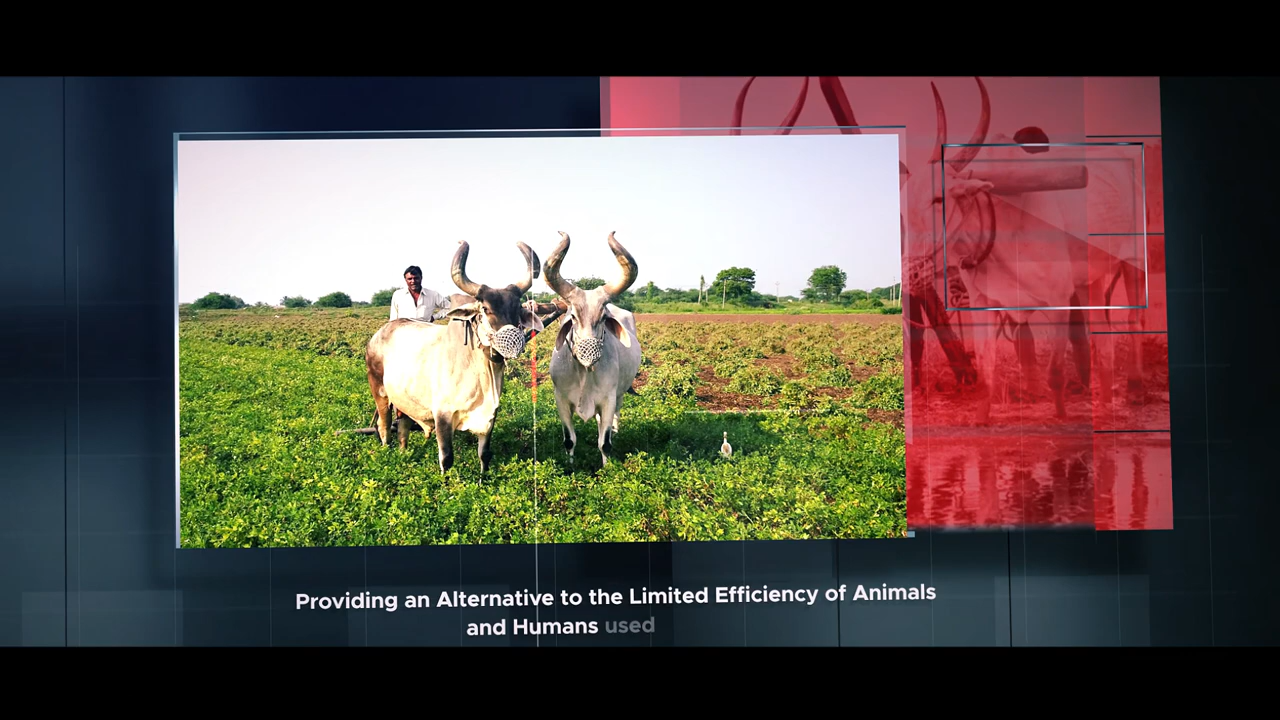 Providing an Alternative to the Limited Efficiency of Animals
and Humans used